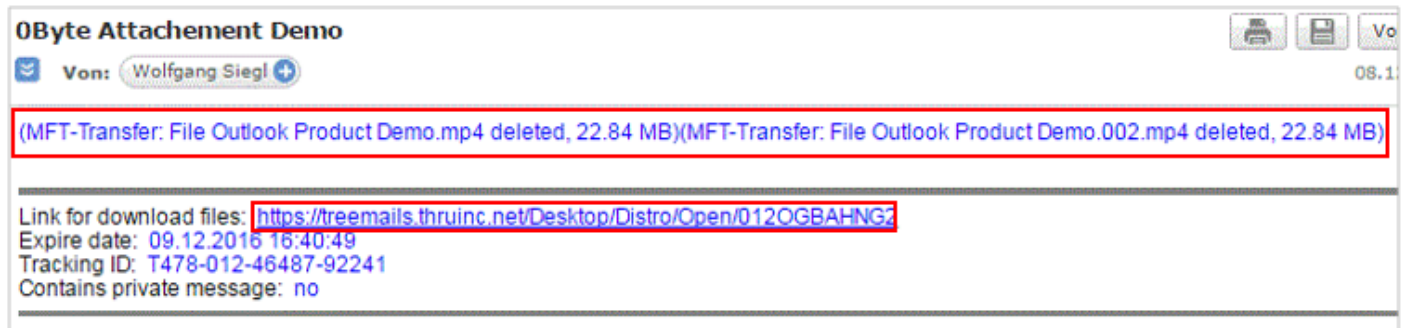 0Byte Attachement Demo
Vo
Von: Wolfgang Siegl
08.1
(MFT-Transfer: File Outlook Product Demo.mp4 deleted, 22.84 MB)(MFT-Transfer: File Outlook Product Demo.002.mp4 deleted, 22.84 MB)
Link for download files: https://treemails.thruinc.net/Desktop/Distro/Open/012OGBAHNG2
Expire date: 09.12.2016 16:40:49
Tracking ID: T478-012-46487-92241
Contains private message: no